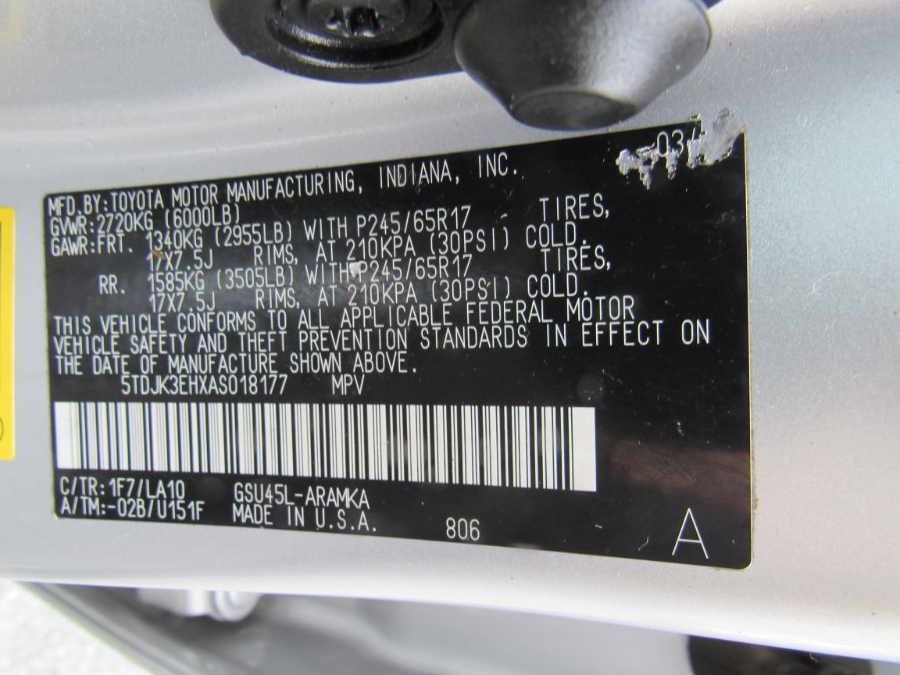 03/
MFD.BY:TOYOTA MOTOR MANUFACTURING, INDIANA, INC.
GVWR:2720KG (6000LB)
GAWR:FRT. 1340KG (2955LB) WITH P245/65R17 TIRES,
17X7.5J RIMS, AT 210KPA (30PSI) COLD.
RR. 1585KG (3505LB) WITH P245/65R17 TIRES,
17X7.5J RIMS, AT 210KPA (30PSI) COLD.
THIS VEHICLE CONFORMS TO ALL APPLICABLE FEDERAL MOTOR
VEHICLE SAFETY AND THEFT PREVENTION STANDARDS IN EFFECT ON
THE DATE OF MANUFACTURE SHOWN ABOVE.
5TDJK3EHXAS018177 MPV
C/TR:1F7/LA10 GSU45L-ARAMKA
A/TM:-02B/U151F MADE IN U.S.A. 806
A